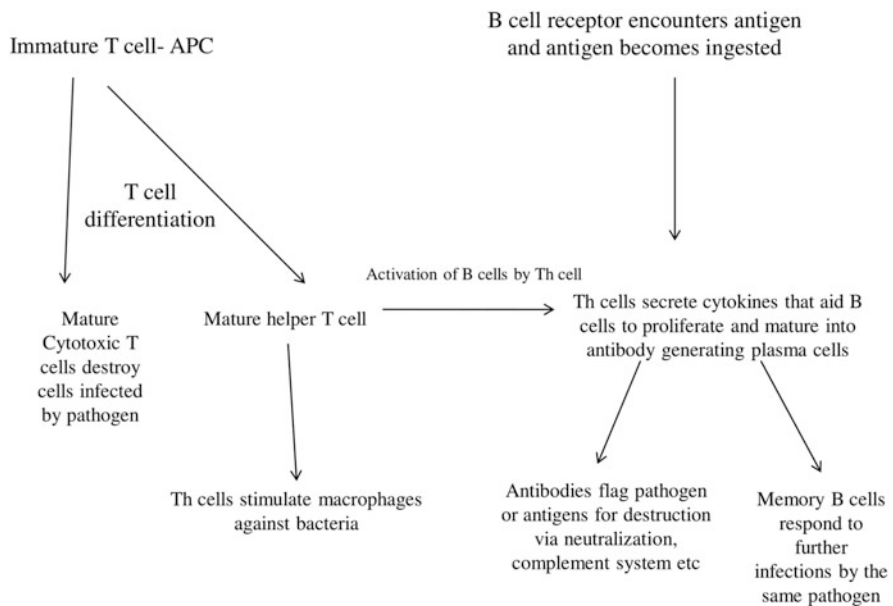 Immature T cell- APC
B cell receptor encounters antigen
and antigen becomes ingested
T cell
differentiation
Activation of B cells by Th cell
Mature
Cytotoxic T
cells destroy
cells infected
by pathogen
Mature helper T cell
Th cells secrete cytokines that aid B
cells to proliferate and mature into
antibody generating plasma cells
Th cells stimulate macrophages
against bacteria
Antibodies flag pathogen
or antigens for destruction
via neutralization,
complement system etc
Memory B cells
respond to
further
infections by the
same pathogen